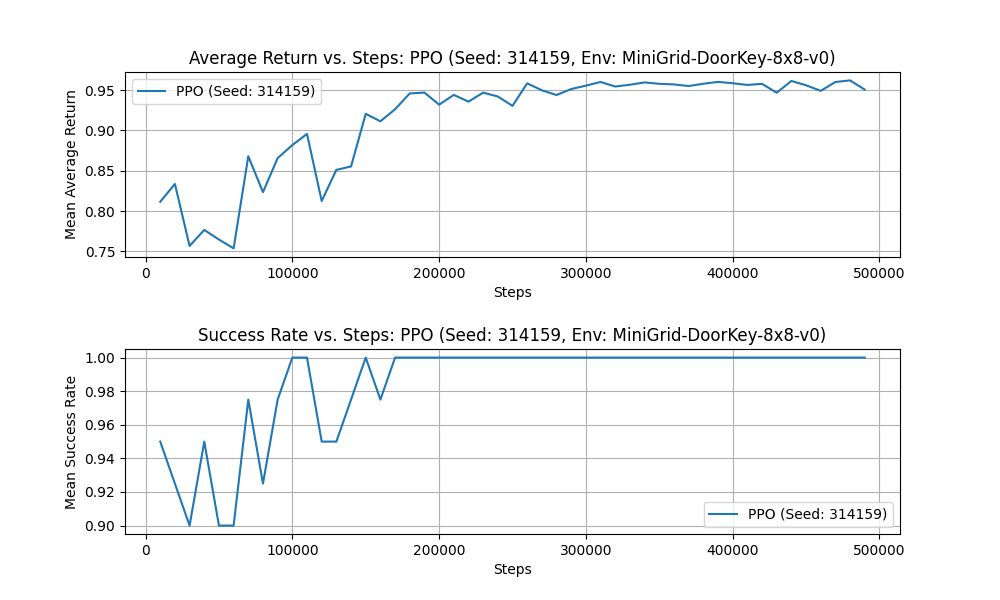 Average Return vs. Steps: PPO (Seed: 314159, Env: MiniGrid-DoorKey-8x8-v0)
PPO (Seed: 314159)
Mean Average Return
0.95
0.90
0.85
0.80
0.75
0 100000 200000 300000 400000 500000
Steps
Success Rate vs. Steps: PPO (Seed: 314159, Env: MiniGrid-DoorKey-8x8-v0)
Mean Success Rate
1.00
0.98
0.96
0.94
0.92
0.90
PPO (Seed: 314159)
0 100000 200000 300000 400000 500000
Steps